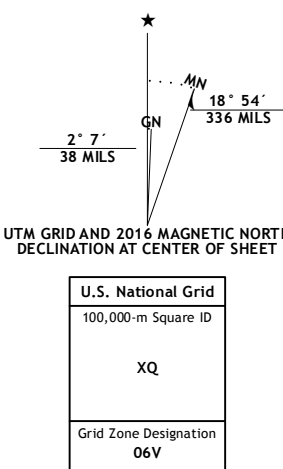 ★
MN
18° 54´
336 MILS
GN
2° 7´
38 MILS
UTM GRID AND 2016 MAGNETIC NORTH
DECLINATION AT CENTER OF SHEET
U.S. National Grid
100,000-m Square ID
XQ
Grid Zone Designation
06V